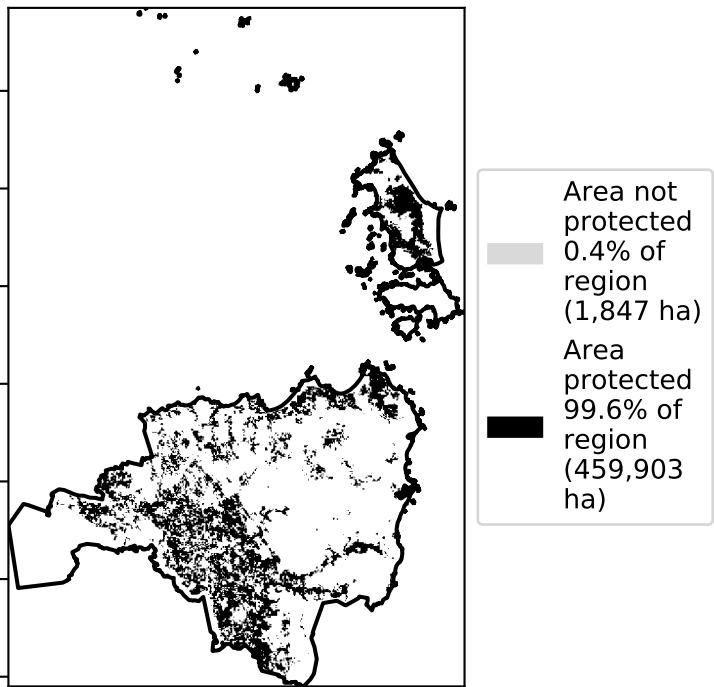 Area not
protected
0.4% of
region
(1,847 ha)
Area
protected
99.6% of
region
(459,903
ha)